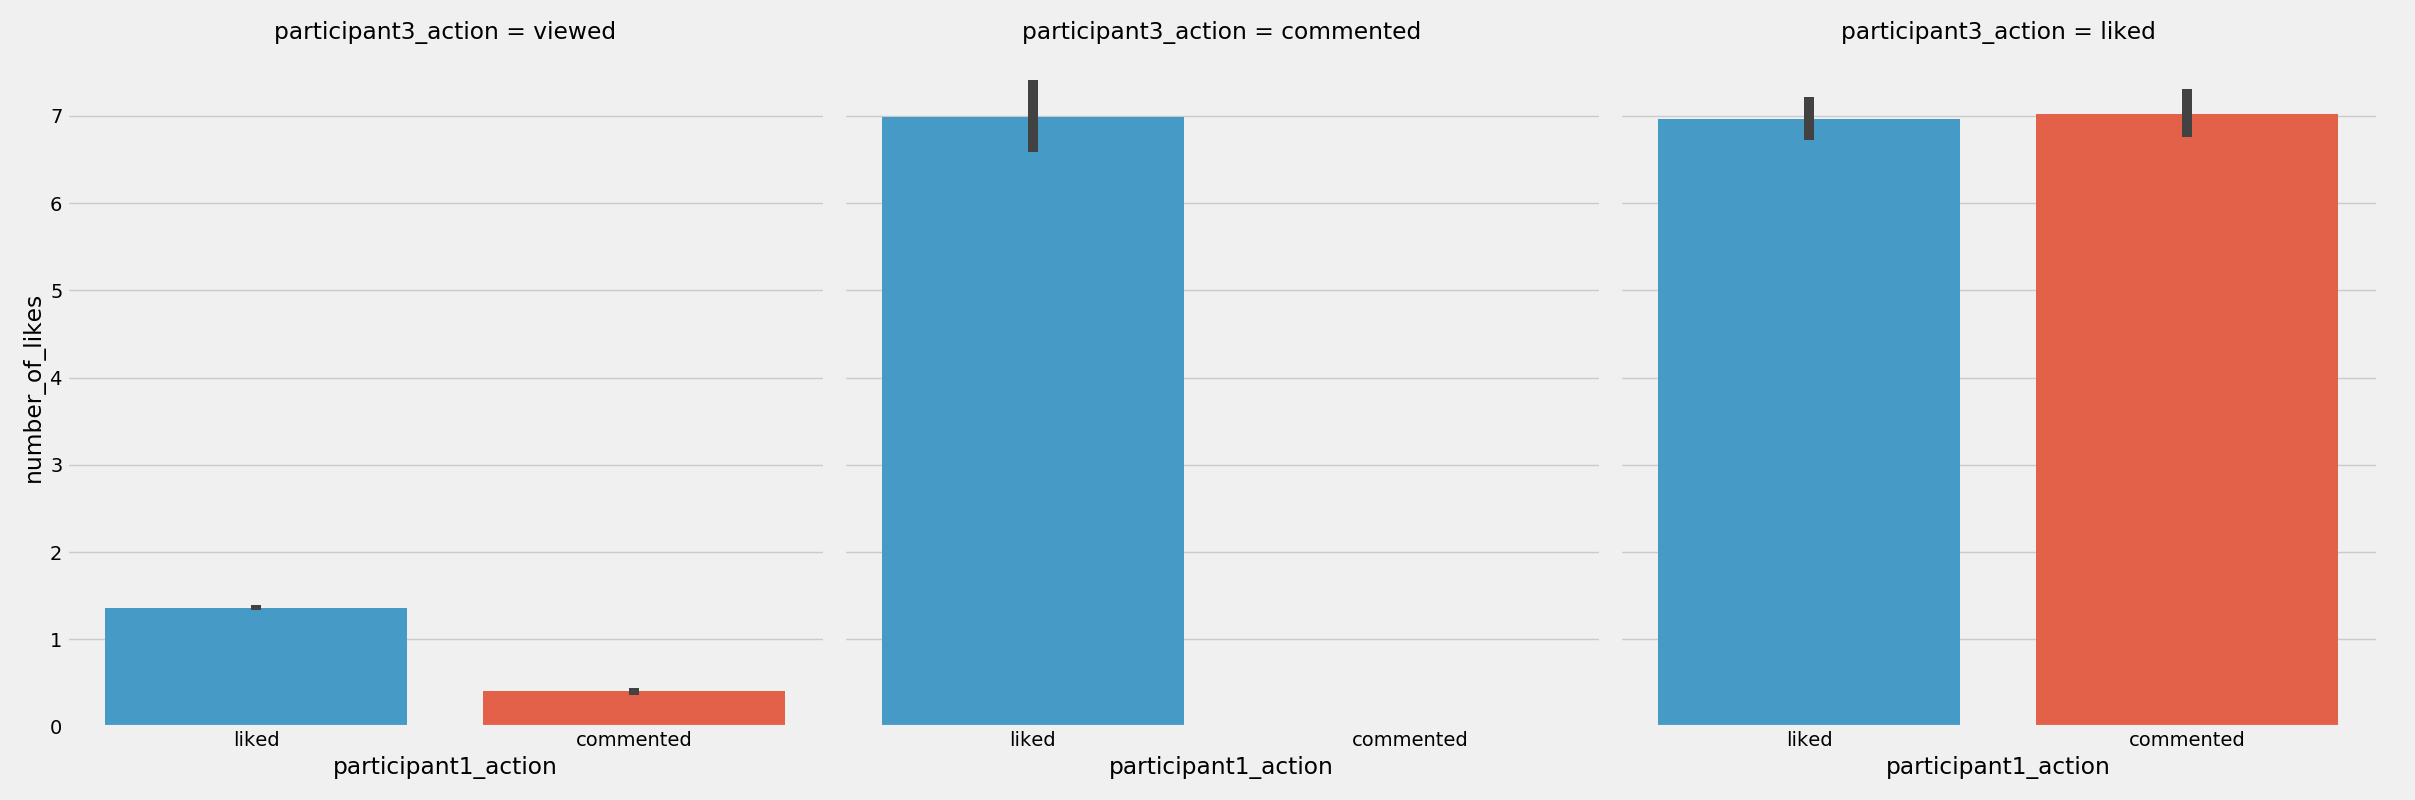 participant3_action = viewed
participant3_action = commented
participant3_action = liked
number_of_likes
7
6
5
4
3
2
1
0
liked
commented
liked
commented
liked
commented
participant1_action
participant1_action
participant1_action